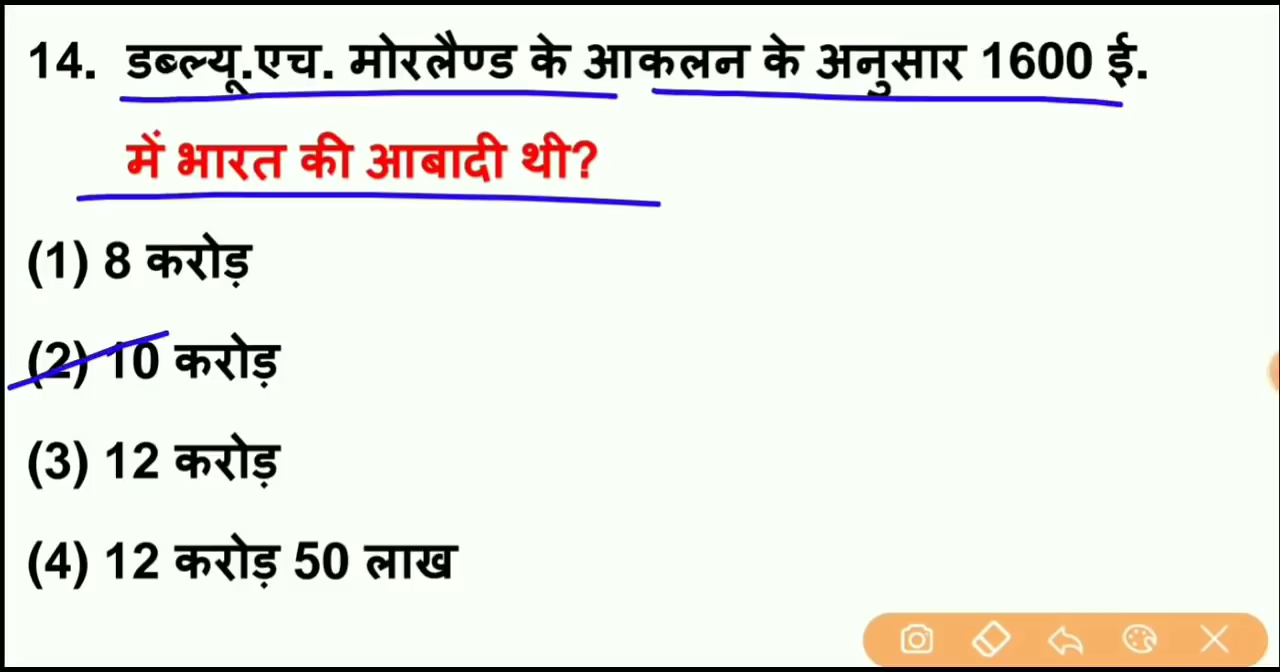 14. डब्ल्यू.एच. मोरलैण्ड के आकलन के अनुसार 1600 ई.
में भारत की आबादी थी?
(1) 8 करोड़
(2) 10 करोड़
(3) 12 करोड़
(4) 12 करोड़ 50 लाख